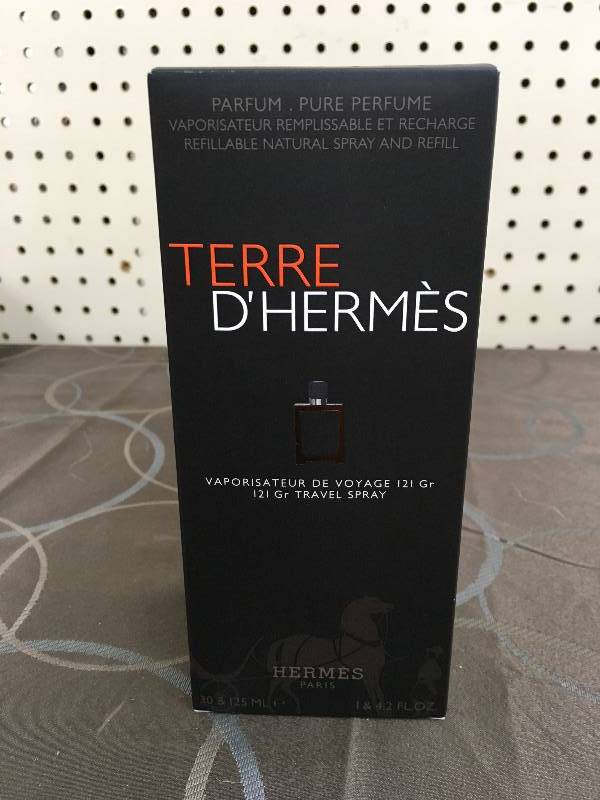 PARFUM . PURE PERFUME
VAPORISATEUR REMPLISSABLE ET RECHARGE
REFILLABLE NATURAL SPRAY AND REFILL
TERRE
D'HERMÈS
VAPORISATEUR DE VOYAGE 121 Gr
121 Gr TRAVEL SPRAY
HERMÈS
PARIS
30 & 125 ML ℮ 1 & 4.2 FL.OZ.